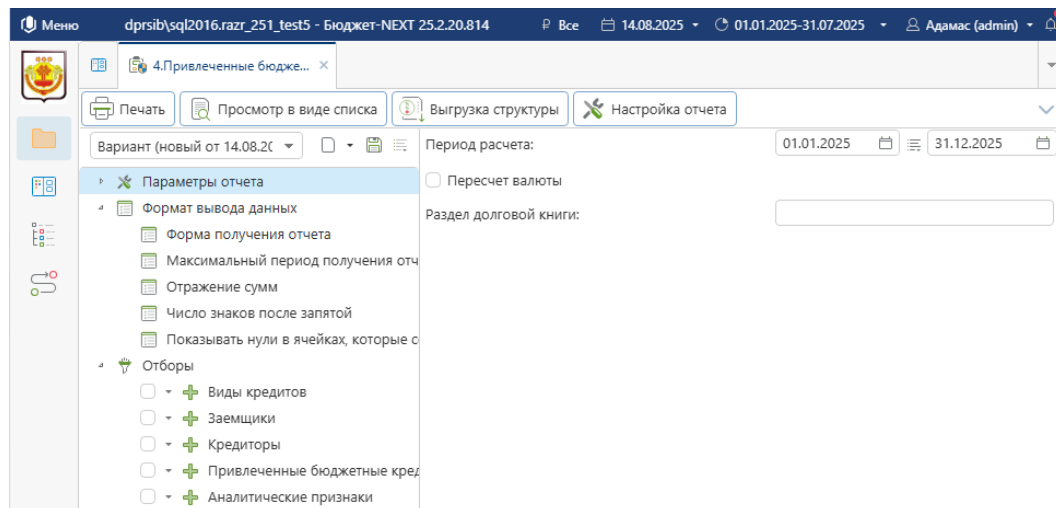 Меню dprsib\sql2016.razr_251_test5 - Бюджет-NEXT 25.2.20.814 ₽ Все 14.08.2025 01.01.2025-31.07.2025 Адамас (admin)
4.Привлеченные бюдже... ×
Печать Просмотр в виде списка Выгрузка структуры Настройка отчета
Вариант (новый от 14.08.2( Период расчета: 01.01.2025 31.12.2025
Параметры отчета Пересчет валюты
Формат вывода данных Раздел долговой книги:
Форма получения отчета
Максимальный период получения отч
Отражение сумм
Число знаков после запятой
Показывать нули в ячейках, которые с
Отборы
Виды кредитов
Заемщики
Кредиторы
Привлеченные бюджетные кред
Аналитические признаки